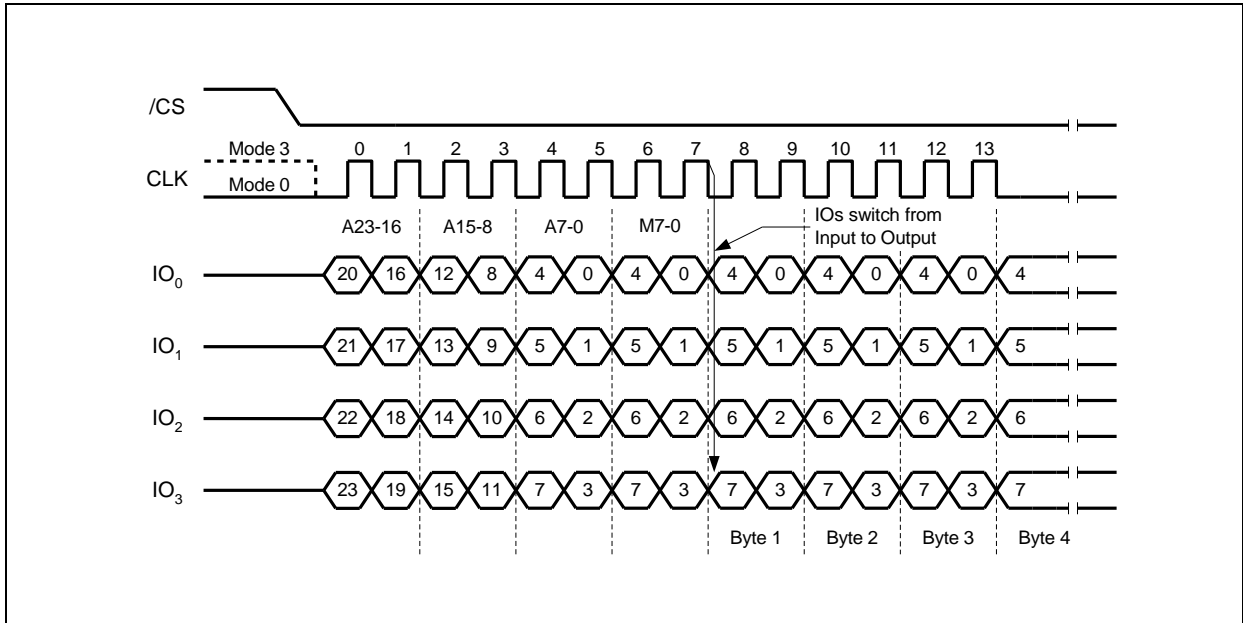 /CS
Mode 3 0 1 2 3 4 5 6 7 8 9 10 11 12 13
CLK
Mode 0
A23-16 A15-8 A7-0 M7-0 IOs switch from
Input to Output
IO0 20 16 12 8 4 0 4 0 4 0 4 0 4 0 4
IO1 21 17 13 9 5 1 5 1 5 1 5 1 5 1 5
IO2 22 18 14 10 6 2 6 2 6 2 6 2 6 2 6
IO3 23 19 15 11 7 3 7 3 7 3 7 3 7 3 7
Byte 1 Byte 2 Byte 3 Byte 4